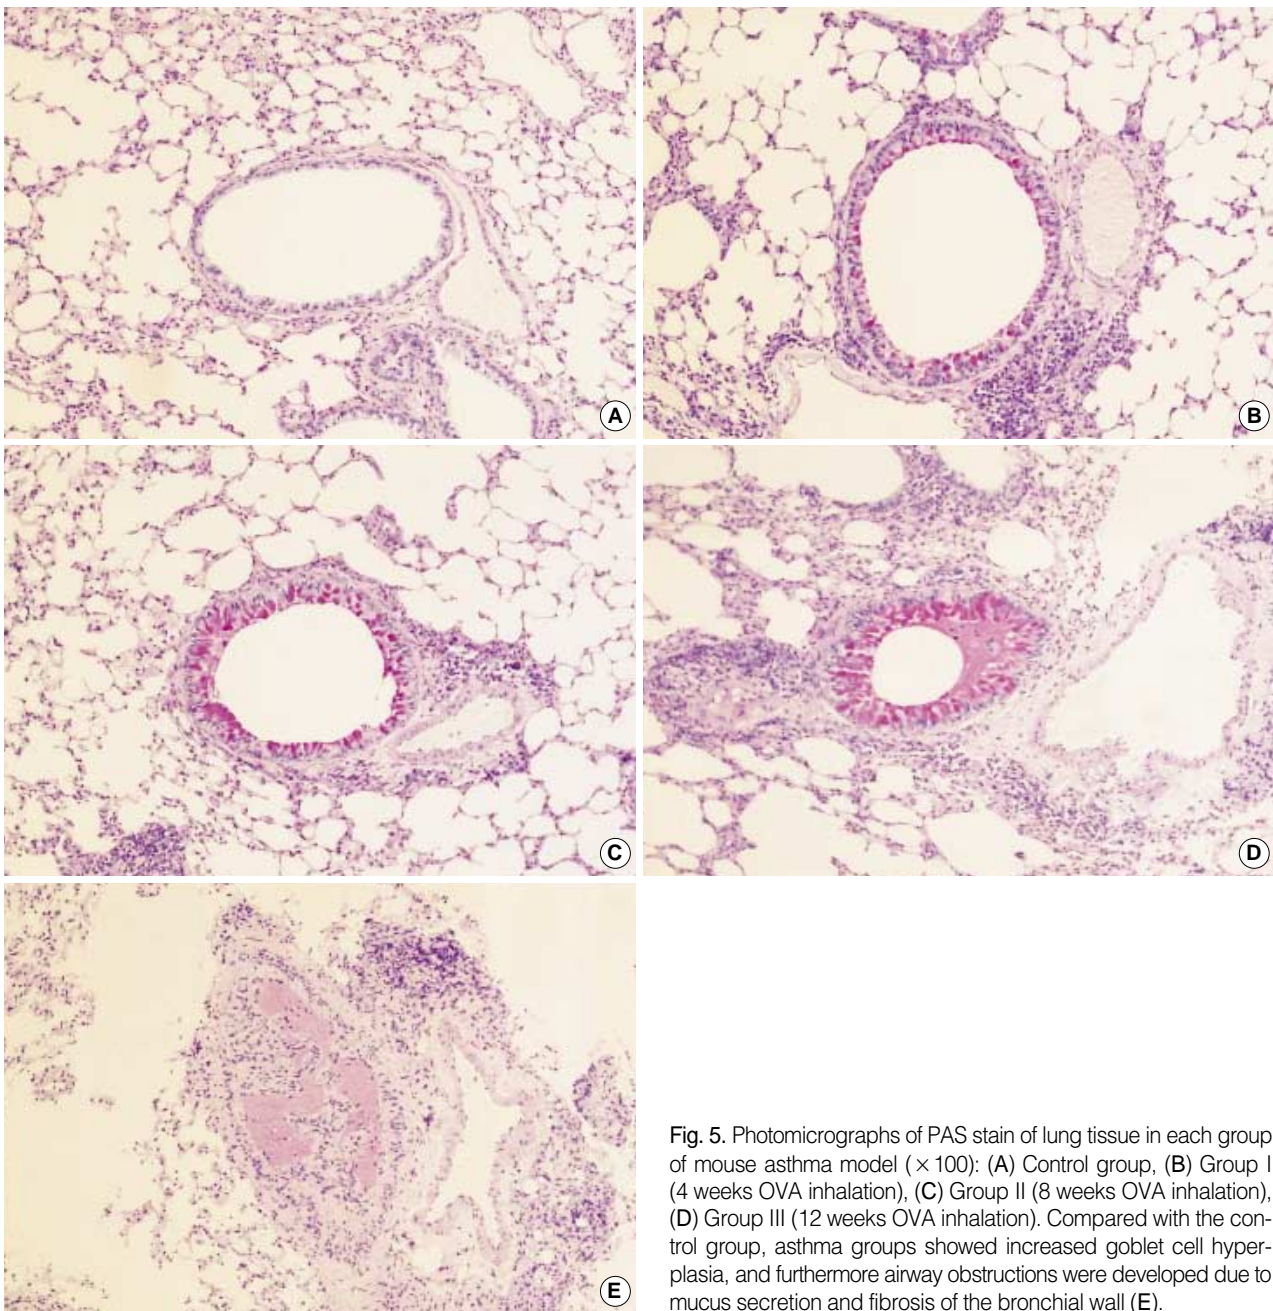 A
B
C
D
E
Fig. 5. Photomicrographs of PAS stain of lung tissue in each group
of mouse asthma model (×100): (A) Control group, (B) Group I
(4 weeks OVA inhalation), (C) Group II (8 weeks OVA inhalation),
(D) Group III (12 weeks OVA inhalation). Compared with the con-
trol group, asthma groups showed increased goblet cell hyper-
plasia, and furthermore airway obstructions were developed due to
mucus secretion and fibrosis of the bronchial wall (E).